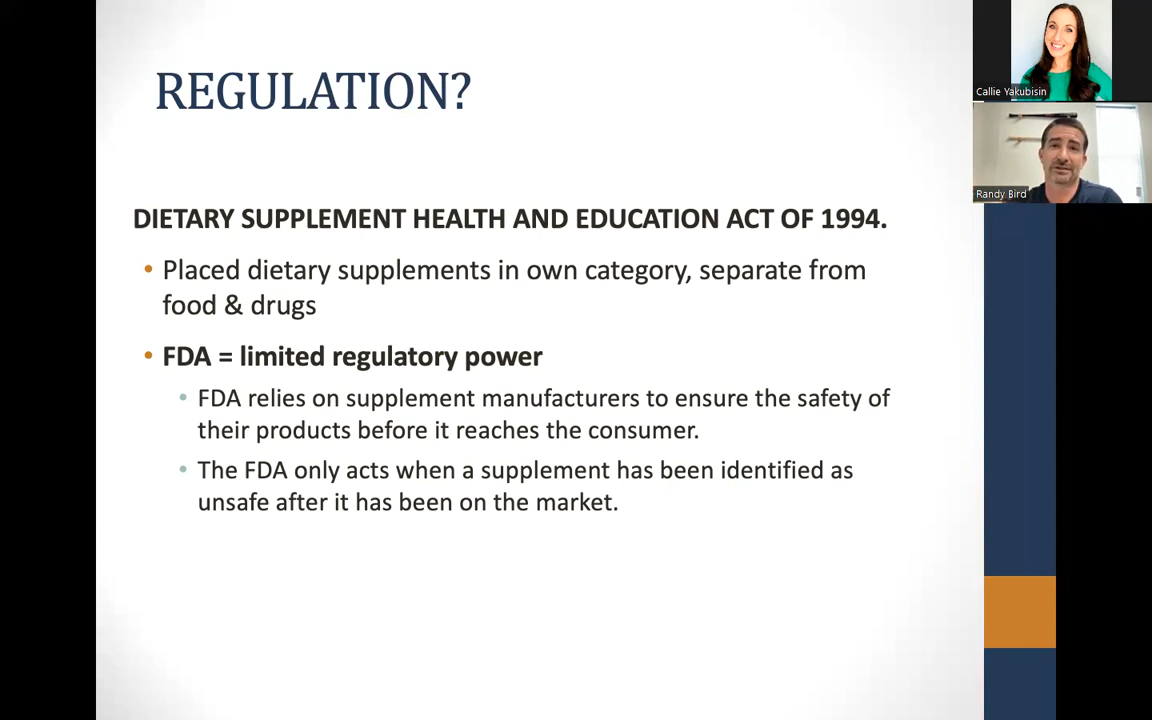 REGULATION?
Callie Yakubisin
Randy Bird
DIETARY SUPPLEMENT HEALTH AND EDUCATION ACT OF 1994.
• Placed dietary supplements in own category, separate from
food & drugs
• FDA = limited regulatory power
• FDA relies on supplement manufacturers to ensure the safety of
their products before it reaches the consumer.
• The FDA only acts when a supplement has been identified as
unsafe after it has been on the market.